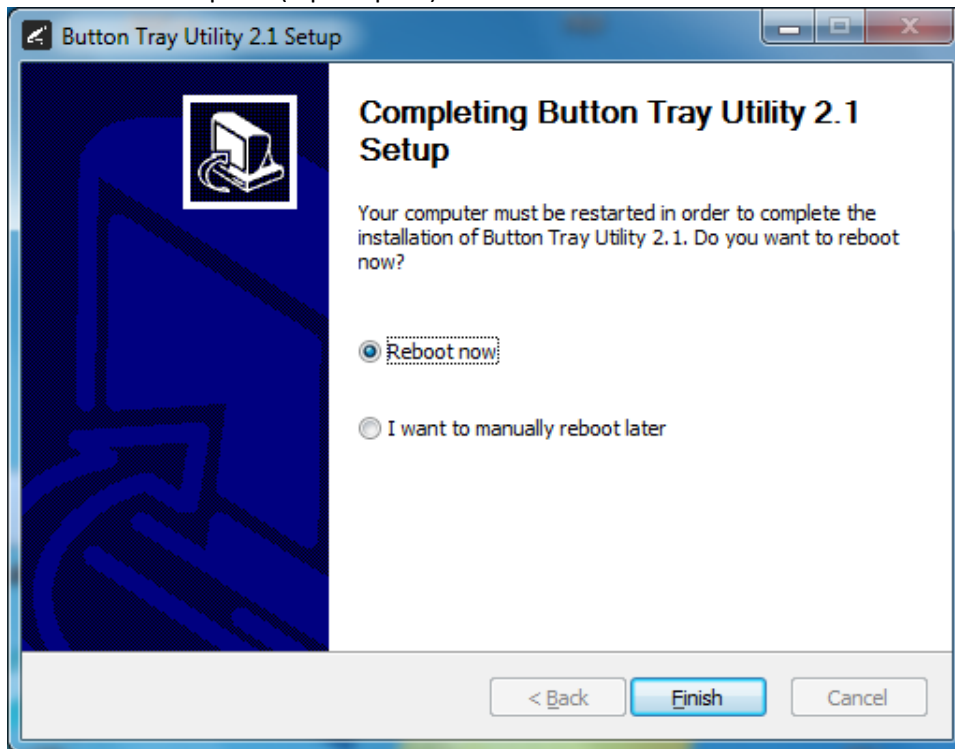 Button Tray Utility 2.1 Setup
Completing Button Tray Utility 2.1
Setup
Your computer must be restarted in order to complete the
installation of Button Tray Utility 2.1. Do you want to reboot
now?
Reboot now
I want to manually reboot later
< Back
Finish
Cancel